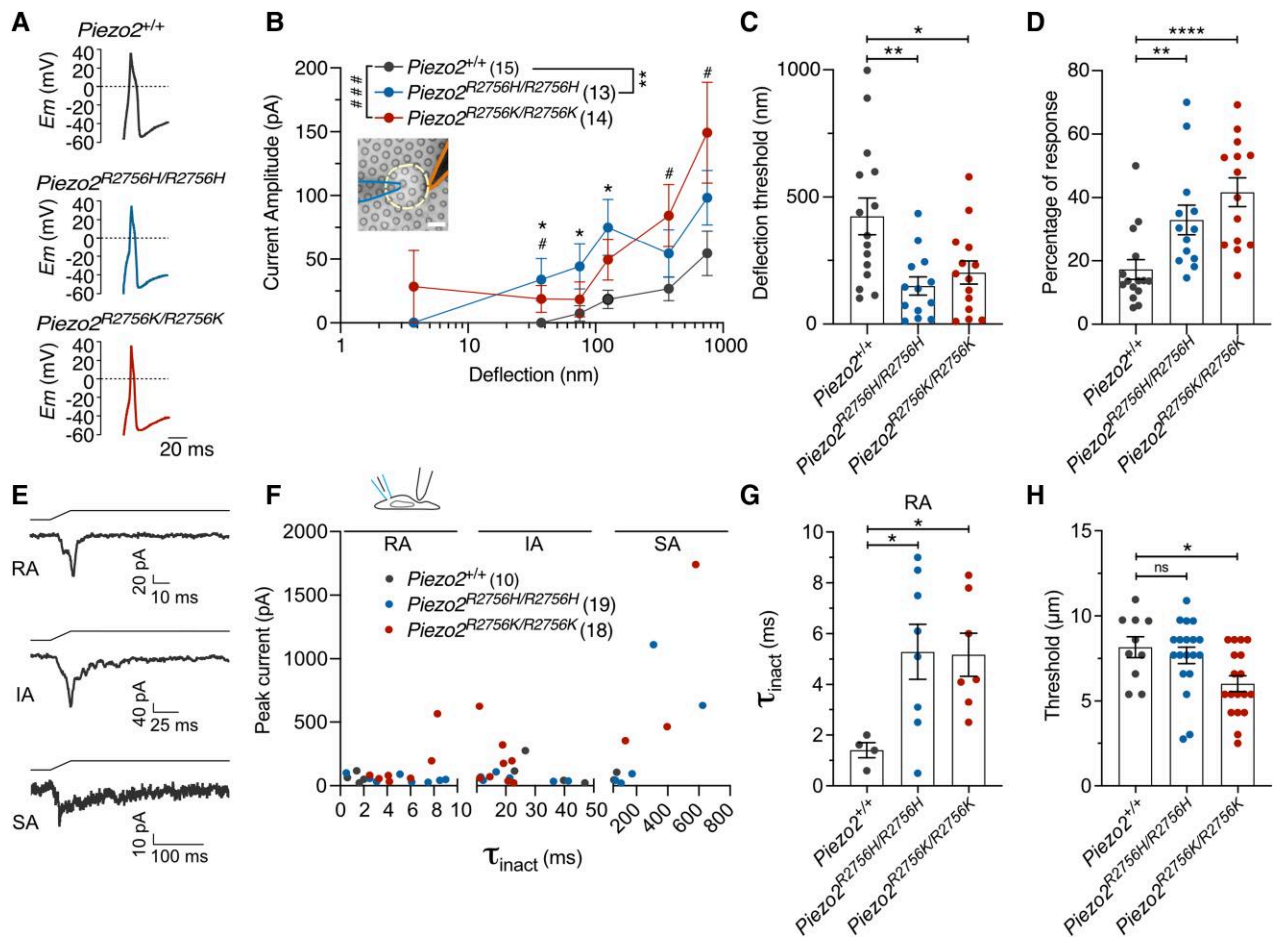 A
Piezo2+/+
Em (mV)
40
20
0
-20
-40
-60
Piezo2R2756H/R2756H
Em (mV)
40
20
0
-20
-40
-60
Piezo2R2756K/R2756K
Em (mV)
40
20
0
-20
-40
-60
20 ms
B
Current Amplitude (pA)
200
150
100
50
0
# # #
Piezo2+/+ (15)
Piezo2R2756H/R2756H (13)
Piezo2R2756K/R2756K (14)
**
*
#
*
*
#
#
1
10
100
1000
Deflection (nm)
C
Deflection threshold (nm)
1000
500
0
*
**
Piezo2+/+
Piezo2R2756H/R2756H
Piezo2R2756K/R2756K
D
Percentage of response
80
60
40
20
0
****
**
Piezo2+/+
Piezo2R2756H/R2756H
Piezo2R2756K/R2756K
E
RA
20 pA
10 ms
IA
40 pA
25 ms
SA
10 pA
100 ms
F
Peak current (pA)
2000
1500
1000
500
0
RA
IA
SA
Piezo2+/+ (10)
Piezo2R2756H/R2756H (19)
Piezo2R2756K/R2756K (18)
0 2 4 6 8 10
20 30 40 50
200 400 600 800
τinact (ms)
G
RA
τinact (ms)
10
8
6
4
2
0
*
*
Piezo2+/+
Piezo2R2756H/R2756H
Piezo2R2756K/R2756K
H
Threshold (µm)
15
10
5
0
*
ns
Piezo2+/+
Piezo2R2756H/R2756H
Piezo2R2756K/R2756K